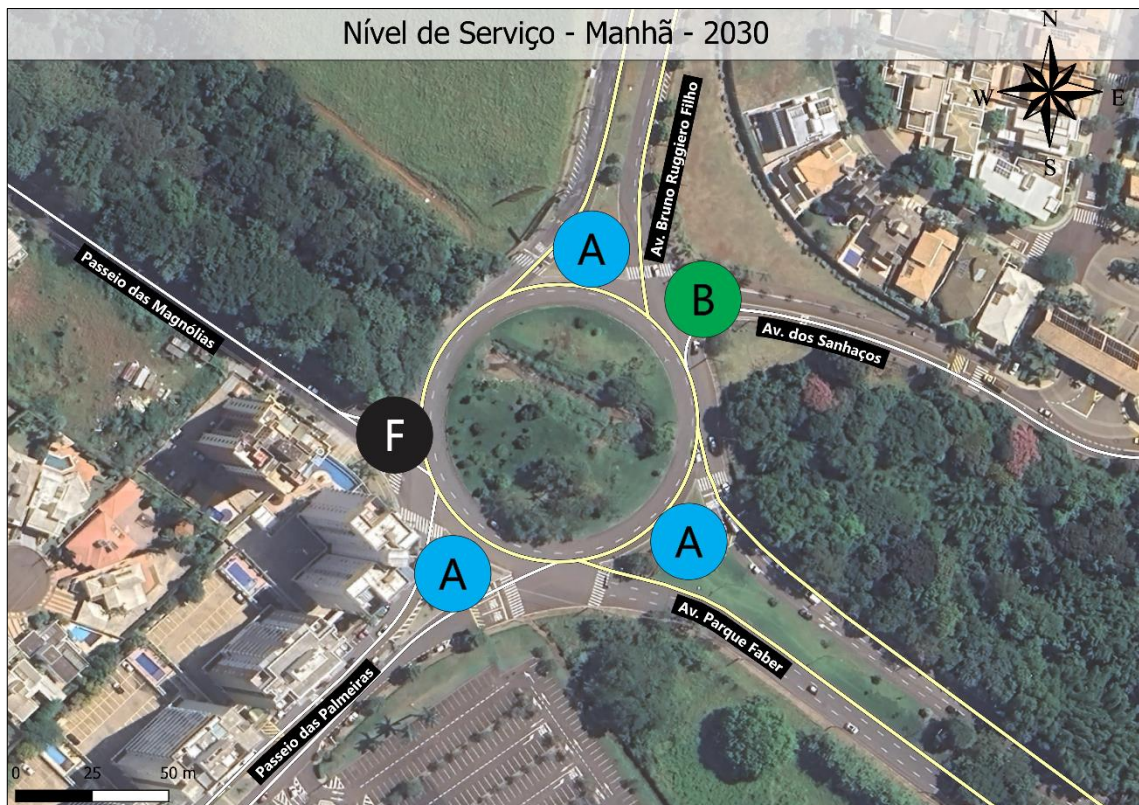 Nível de Serviço - Manhã - 2030
N
W
E
S
Av. Bruno Ruggiero Filho
A
B
Av. dos Sanhaços
Passeio das Magnólias
F
A
A
Av. Parque Faber
Passeio das Palmeiras
0 25 50 m